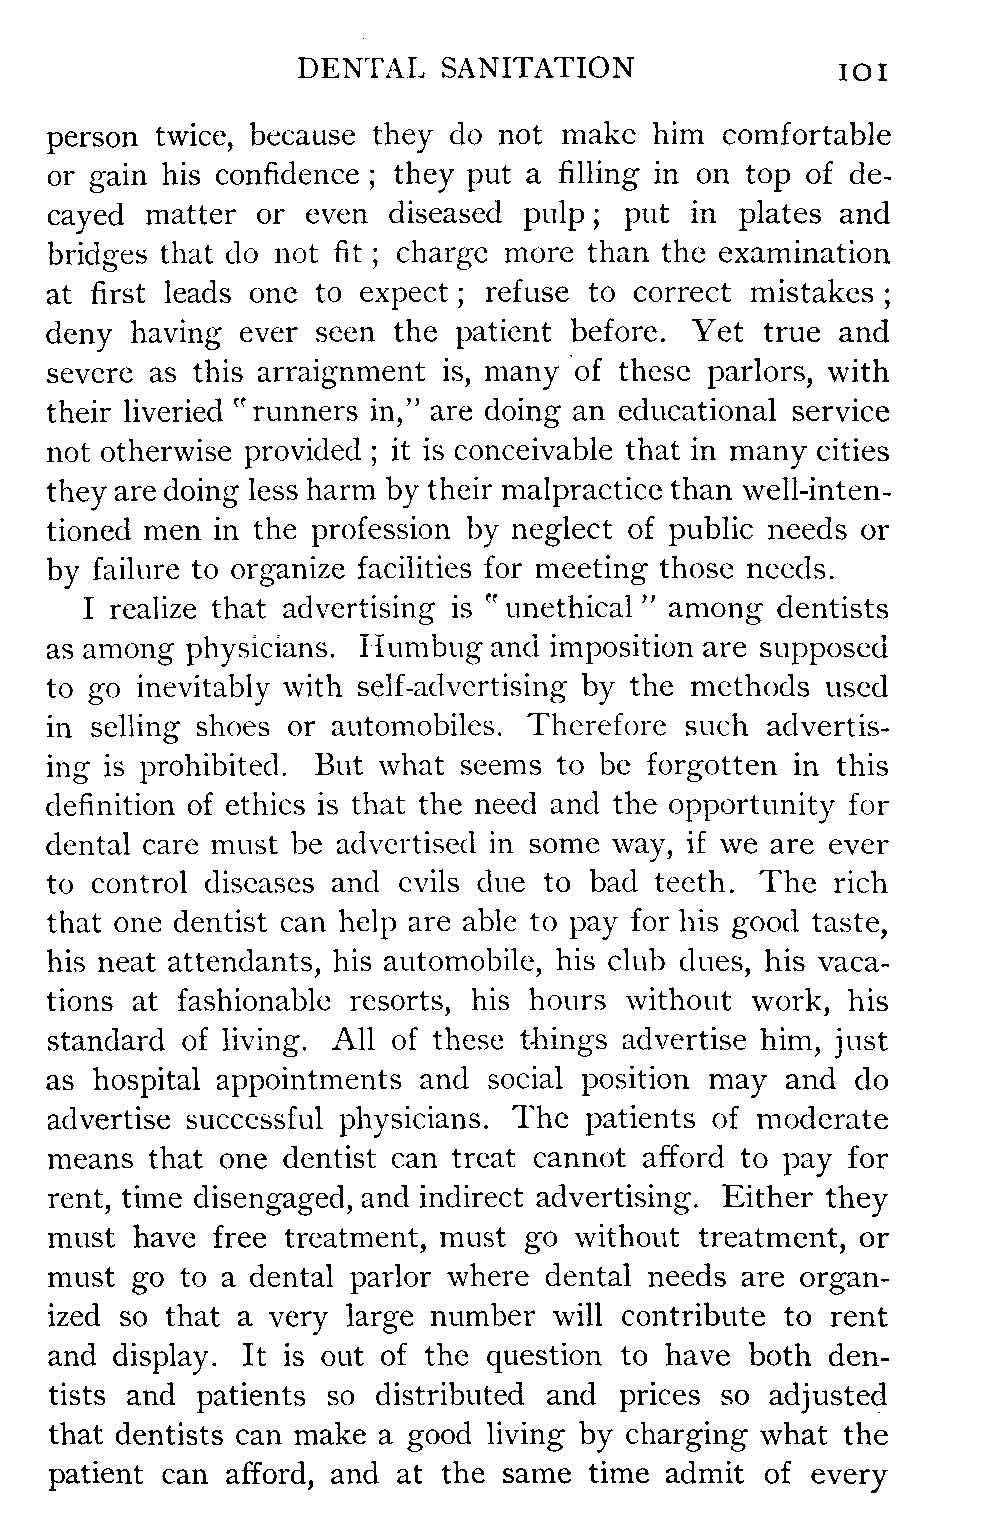 DENTAL SANITATION 101
person twice, because they do not make him comfortable
or gain his confidence ; they put a filling in on top of de-
cayed matter or even diseased pulp ; put in plates and
bridges that do not fit ; charge more than the examination
at first leads one to expect ; refuse to correct mistakes ;
deny having ever seen the patient before. Yet true and
severe as this arraignment is, many of these parlors, with
their liveried "runners in," are doing an educational service
not otherwise provided ; it is conceivable that in many cities
they are doing less harm by their malpractice than well-inten-
tioned men in the profession by neglect of public needs or
by failure to organize facilities for meeting those needs.
I realize that advertising is "unethical" among dentists
as among physicians. Humbug and imposition are supposed
to go inevitably with self-advertising by the methods used
in selling shoes or automobiles. Therefore such advertis-
ing is prohibited. But what seems to be forgotten in this
definition of ethics is that the need and the opportunity for
dental care must be advertised in some way, if we are ever
to control diseases and evils due to bad teeth. The rich
that one dentist can help are able to pay for his good taste,
his neat attendants, his automobile, his club dues, his vaca-
tions at fashionable resorts, his hours without work, his
standard of living. All of these things advertise him, just
as hospital appointments and social position may and do
advertise successful physicians. The patients of moderate
means that one dentist can treat cannot afford to pay for
rent, time disengaged, and indirect advertising. Either they
must have free treatment, must go without treatment, or
must go to a dental parlor where dental needs are organ-
ized so that a very large number will contribute to rent
and display. It is out of the question to have both den-
tists and patients so distributed and prices so adjusted
that dentists can make a good living by charging what the
patient can afford, and at the same time admit of every